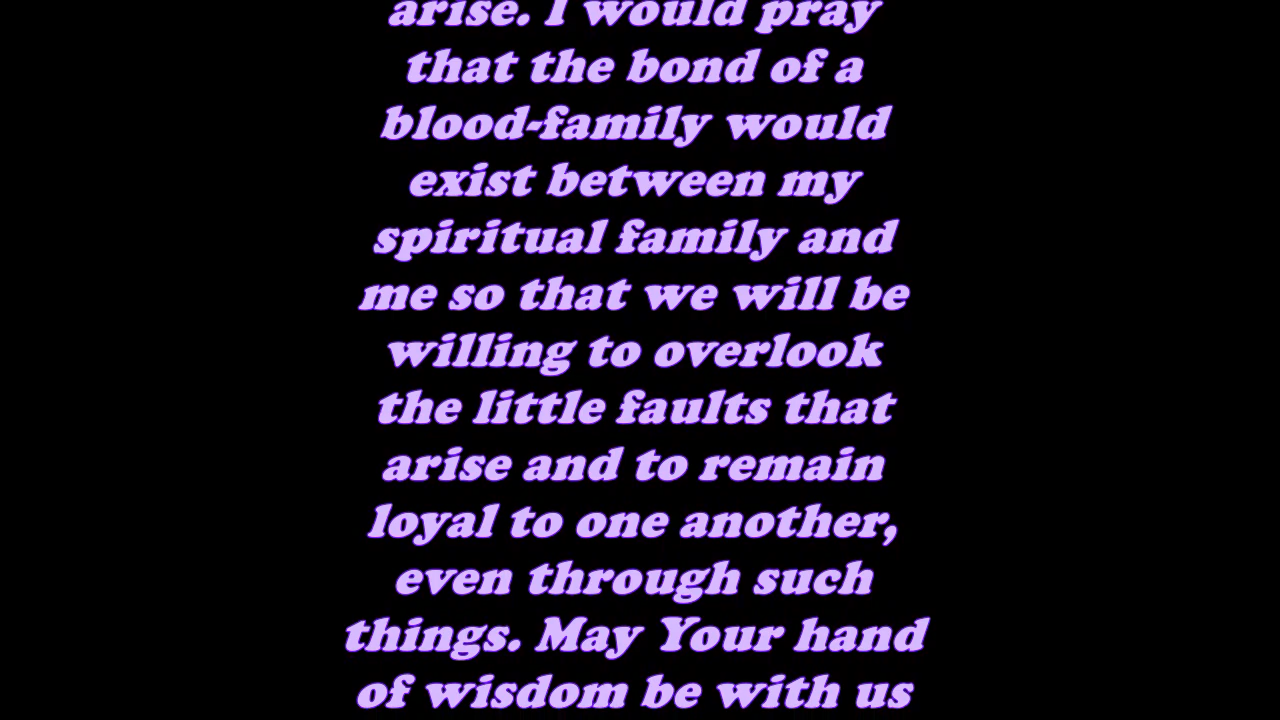 arise. I would pray
that the bond of a
blood-family would
exist between my
spiritual family and
me so that we will be
willing to overlook
the little faults that
arise and to remain
loyal to one another,
even through such
things. May Your hand
of wisdom be with us